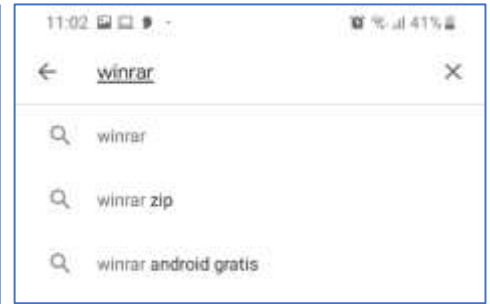 11:02
41%
winrar
winrar
winrar zip
winrar android gratis